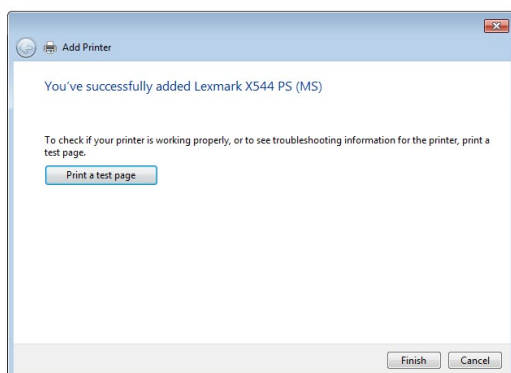 Add Printer
You've successfully added Lexmark X544 PS (MS)
To check if your printer is working properly, or to see troubleshooting information for the printer, print a
test page.
Print a test page
Finish
Cancel